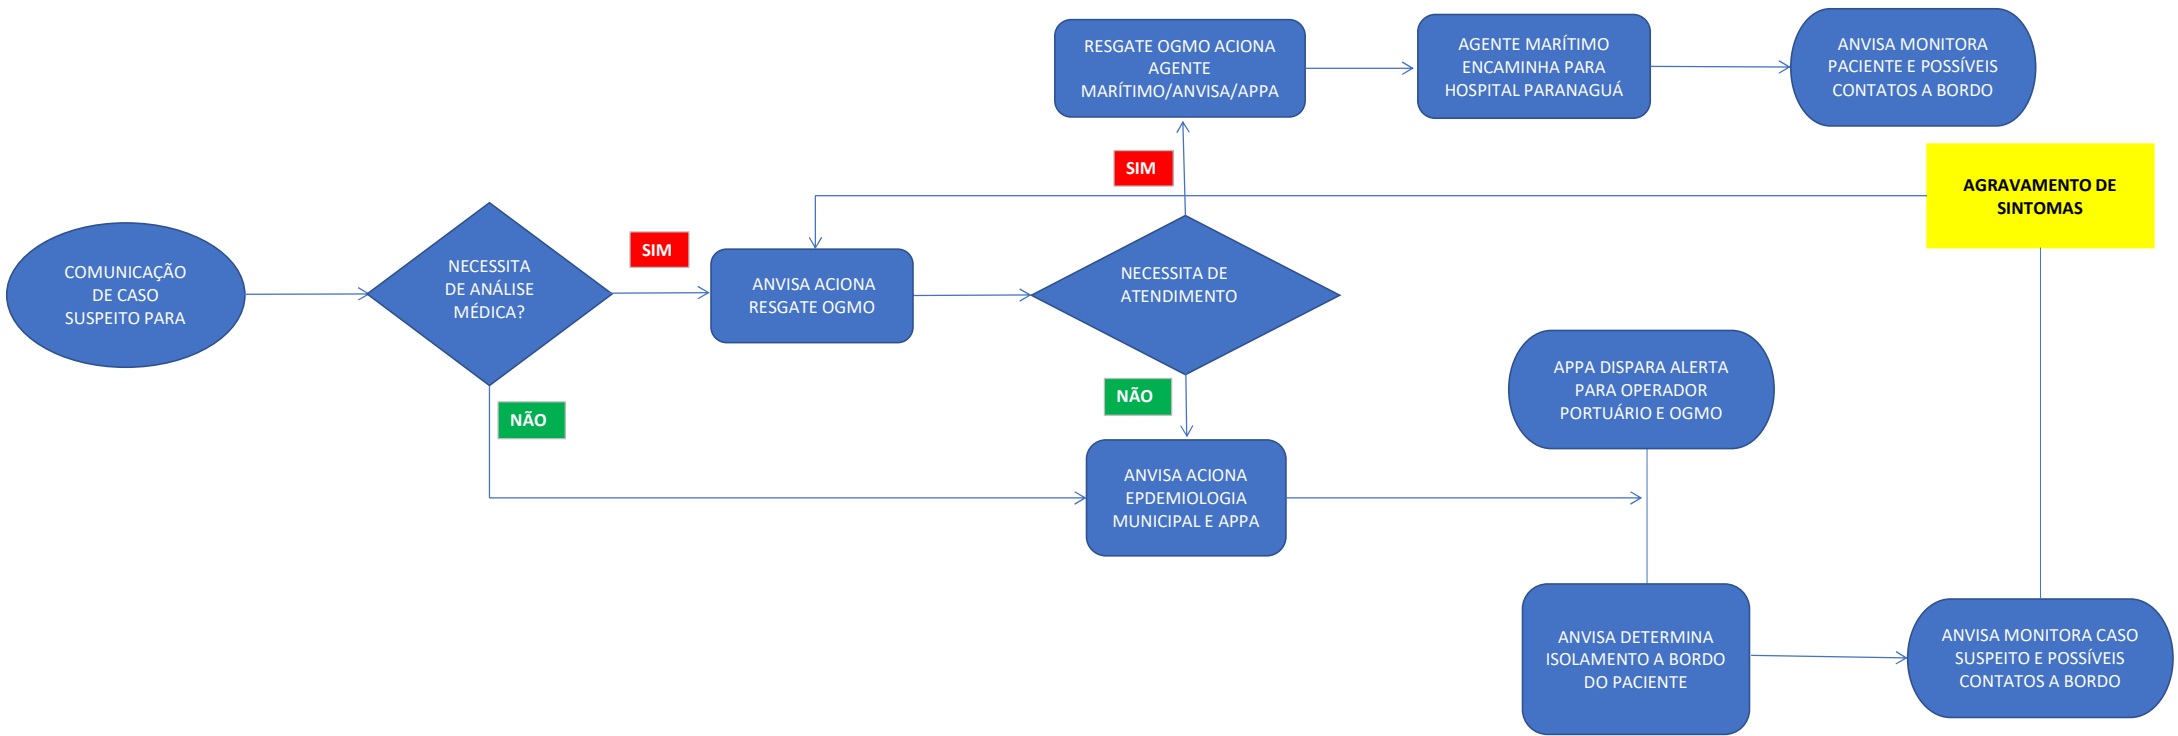 RESGATE OGMO ACIONA
AGENTE
MARÍTIMO/ANVISA/APPA
AGENTE MARÍTIMO
ENCAMINHA PARA
HOSPITAL PARANAGUÁ
ANVISA MONITORA
PACIENTE E POSSÍVEIS
CONTATOS A BORDO
SIM
AGRAVAMENTO DE
SINTOMAS
COMUNICAÇÃO
DE CASO
SUSPEITO PARA
NECESSITA
DE ANÁLISE
MÉDICA?
SIM
ANVISA ACIONA
RESGATE OGMO
NECESSITA DE
ATENDIMENTO
NÃO
NÃO
APPA DISPARA ALERTA
PARA OPERADOR
PORTUÁRIO E OGMO
ANVISA ACIONA
EPDEMIOLOGIA
MUNICIPAL E APPA
ANVISA DETERMINA
ISOLAMENTO A BORDO
DO PACIENTE
ANVISA MONITORA CASO
SUSPEITO E POSSÍVEIS
CONTATOS A BORDO